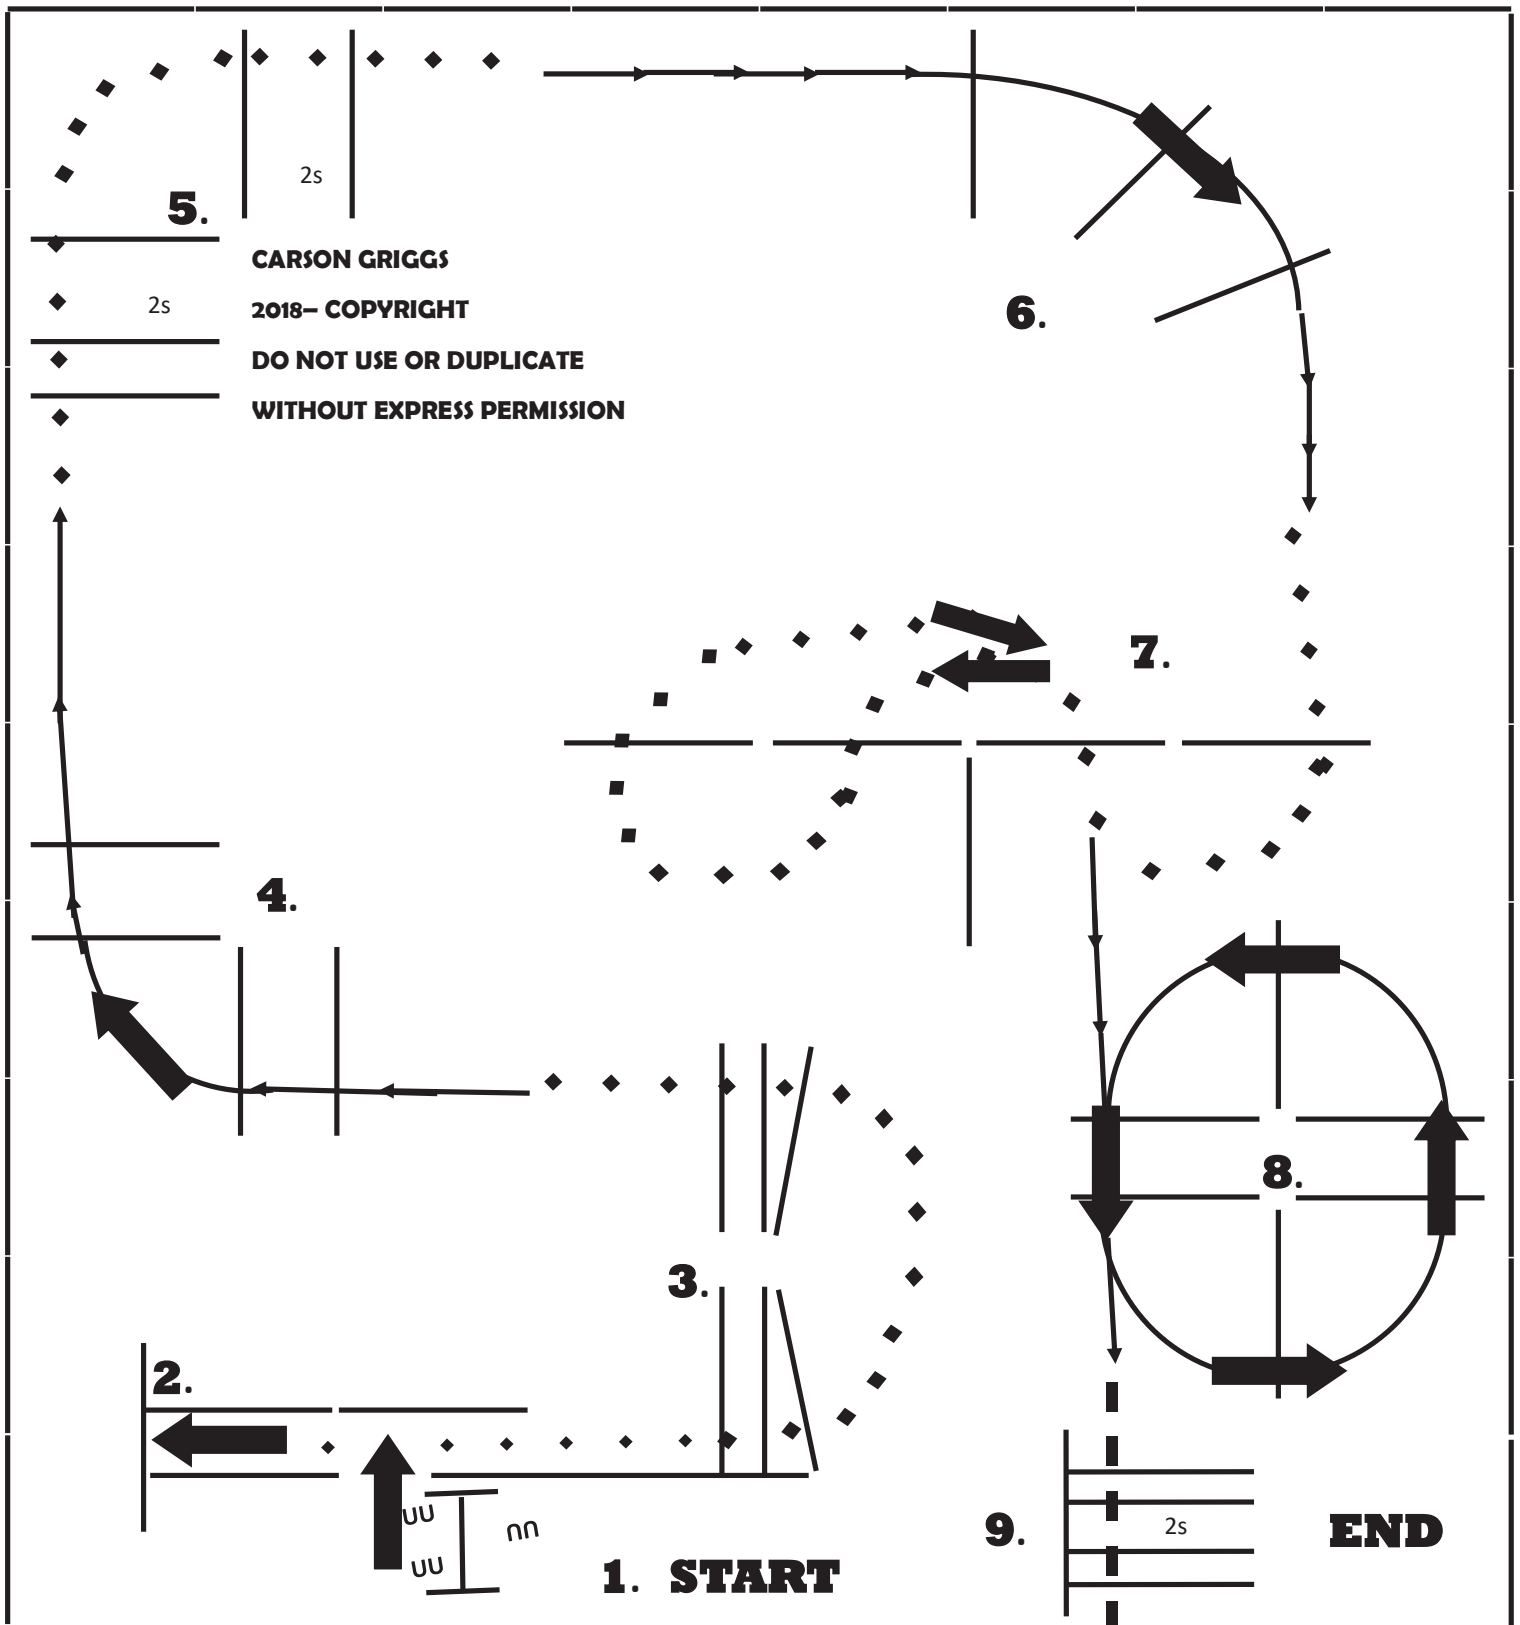 2s
5.
CARSON GRIGGS
2s
2018– COPYRIGHT
6.
DO NOT USE OR DUPLICATE
WITHOUT EXPRESS PERMISSION
7.
4.
8.
3.
2.
UU
UU
UU
9.
2s
END
1. START